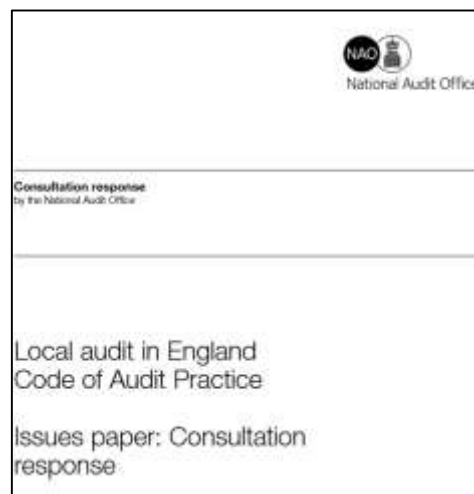 NAO
National Audit Office
Consultation response
by the National Audit Office
Local audit in England
Code of Audit Practice
Issues paper: Consultation
response